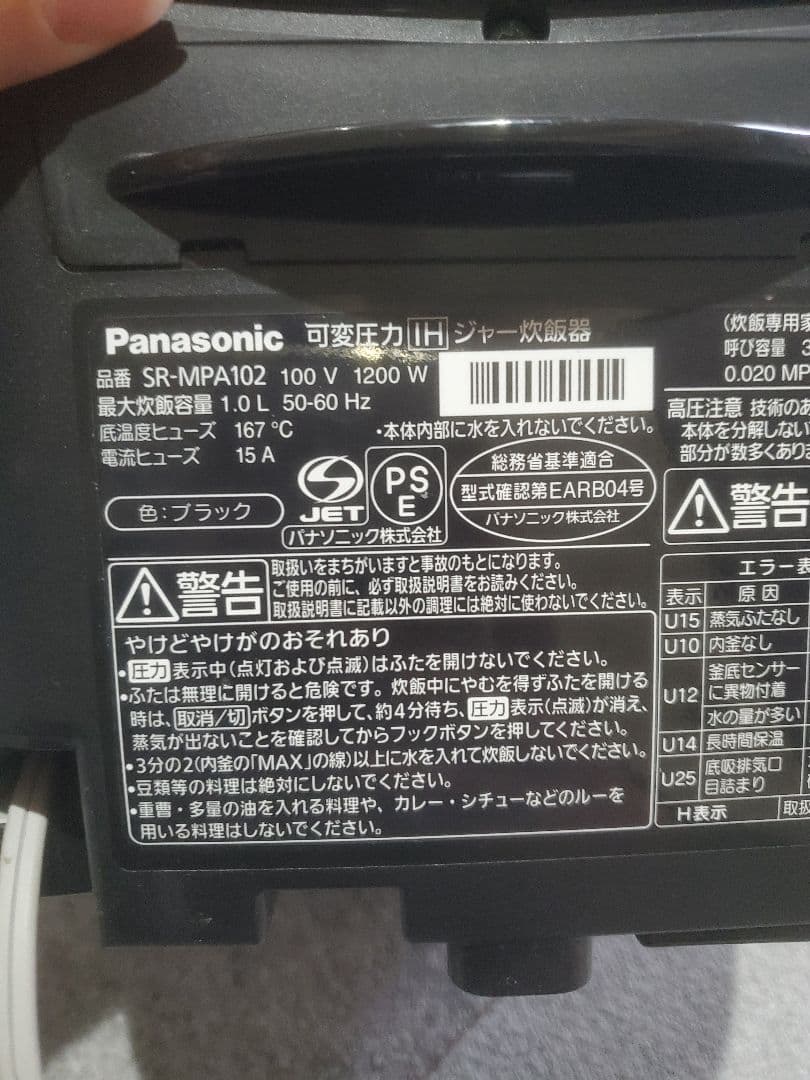 Panasonic 可変圧力 IH ジャー炊飯器
品番 SR-MPA102 100 V 1200 W
最大炊飯容量 1.0 L 50-60 Hz
底温度ヒューズ 167 ℃
電流ヒューズ 15 A
・本体内部に水を入れないでください。
色:ブラック
JET
PS
E
パナソニック株式会社
総務省基準適合
型式確認第EARB04号
パナソニック株式会社
警告
取扱いをまちがいますと事故のもとになります。
ご使用の前に、必ず取扱説明書をお読みください。
取扱説明書に記載以外の調理には絶対に使わないでください。
やけどやけがのおそれあり
・圧力表示中(点灯および点滅)はふたを開けないでください。
・ふたは無理に開けると危険です。炊飯中にやむを得ずふたを開ける
時は、取消/切ボタンを押して、約4分待ち、圧力表示(点滅)が消え、
蒸気が出ないことを確認してからフックボタンを押してください。
・3分の2(内釜の「MAX」の線)以上に水を入れて炊飯しないでください。
・豆類等の料理は絶対にしないでください。
・重曹・多量の油を入れる料理や、カレー・シチューなどのルーを
用いる料理はしないでください。
(炊飯専用家
呼び容量 3
0.020 MP
高圧注意 技術のあ
本体を分解しない
部分が数多くあり
警告
エラー表
表示 原因
U15 蒸気ふたなし
U10 内釜なし
U12 釜底センサー
に異物付着
水の量が多い
U14 長時間保温
U25 底吸排気口
目詰まり
H表示 取扱